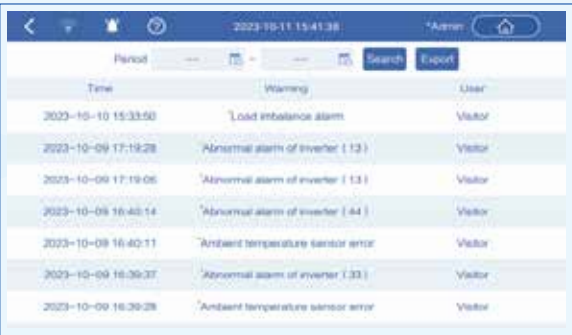 2023-10-11 15:41:38 *Admin
Period --- ~ --- Search Export
Time Warning User
2023-10-10 15:33:50 *Load imbalance alarm Visitor
2023-10-09 17:19:28 *Abnormal alarm of inverter ( 13 ) Visitor
2023-10-09 17:19:06 *Abnormal alarm of inverter ( 13 ) Visitor
2023-10-09 16:40:14 *Abnormal alarm of inverter ( 44 ) Visitor
2023-10-09 16:40:11 *Ambient temperature sensor error Visitor
2023-10-09 16:39:37 *Abnormal alarm of inverter ( 33 ) Visitor
2023-10-09 16:39:28 *Ambient temperature sensor error Visitor